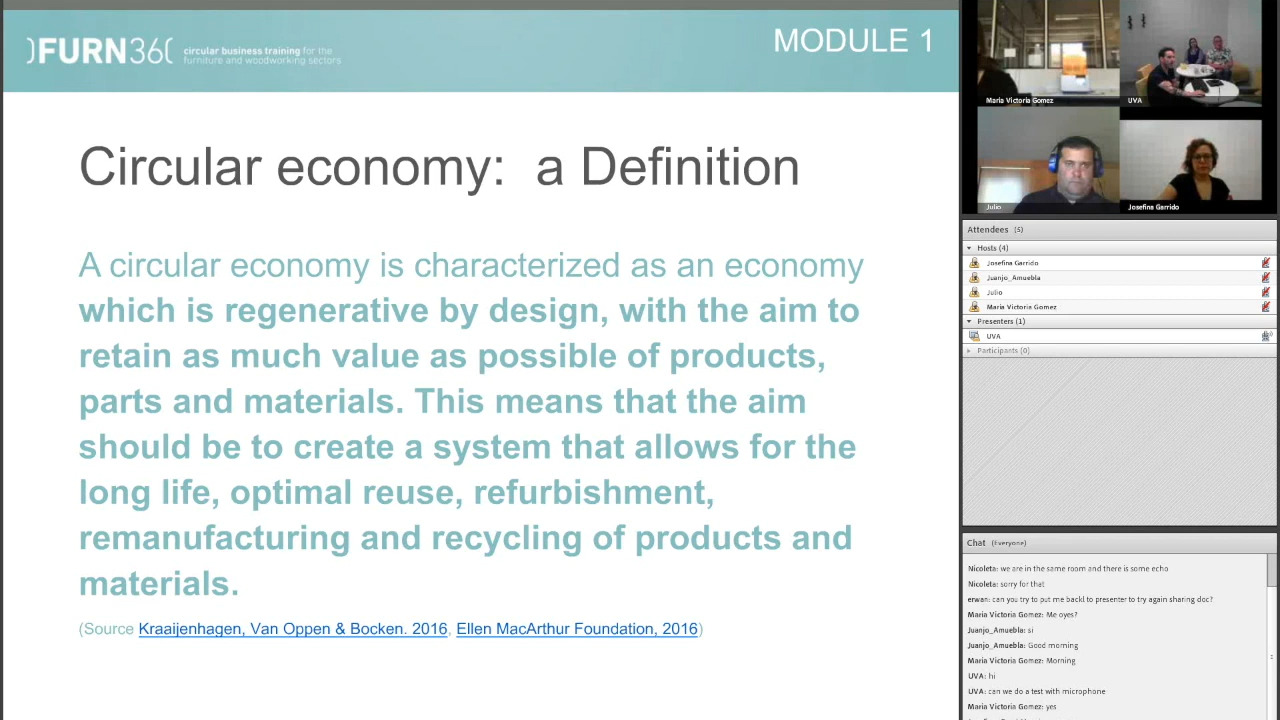 FURN360
circular business training for the
furniture and woodworking sectors
MODULE 1
Circular economy: a Definition
A circular economy is characterized as an economy
which is regenerative by design, with the aim to
retain as much value as possible of products,
parts and materials. This means that the aim
should be to create a system that allows for the
long life, optimal reuse, refurbishment,
remanufacturing and recycling of products and
materials.
(Source Kraaijenhagen, Van Oppen & Bocken. 2016, Ellen MacArthur Foundation, 2016)
Maria Victoria Gomez
UVA
Julio
Josefina Garrido
Attendees (5)
Hosts (4)
Josefina Garrido
Juanjo_Amuebla
Julio
Maria Victoria Gomez
Presenters (1)
UVA
Participants (0)
Chat (Everyone)
Nicoleta: we are in the same room and there is some echo
Nicoleta: sorry for that
erwan: can you try to put me backl to presenter to try again sharing doc?
Maria Victoria Gomez: Me oyes?
Juanjo_Amuebla: si
Juanjo_Amuebla: Good morning
Maria Victoria Gomez: Morning
UVA: hi
UVA: can we do a test with microphone
Maria Victoria Gomez: yes